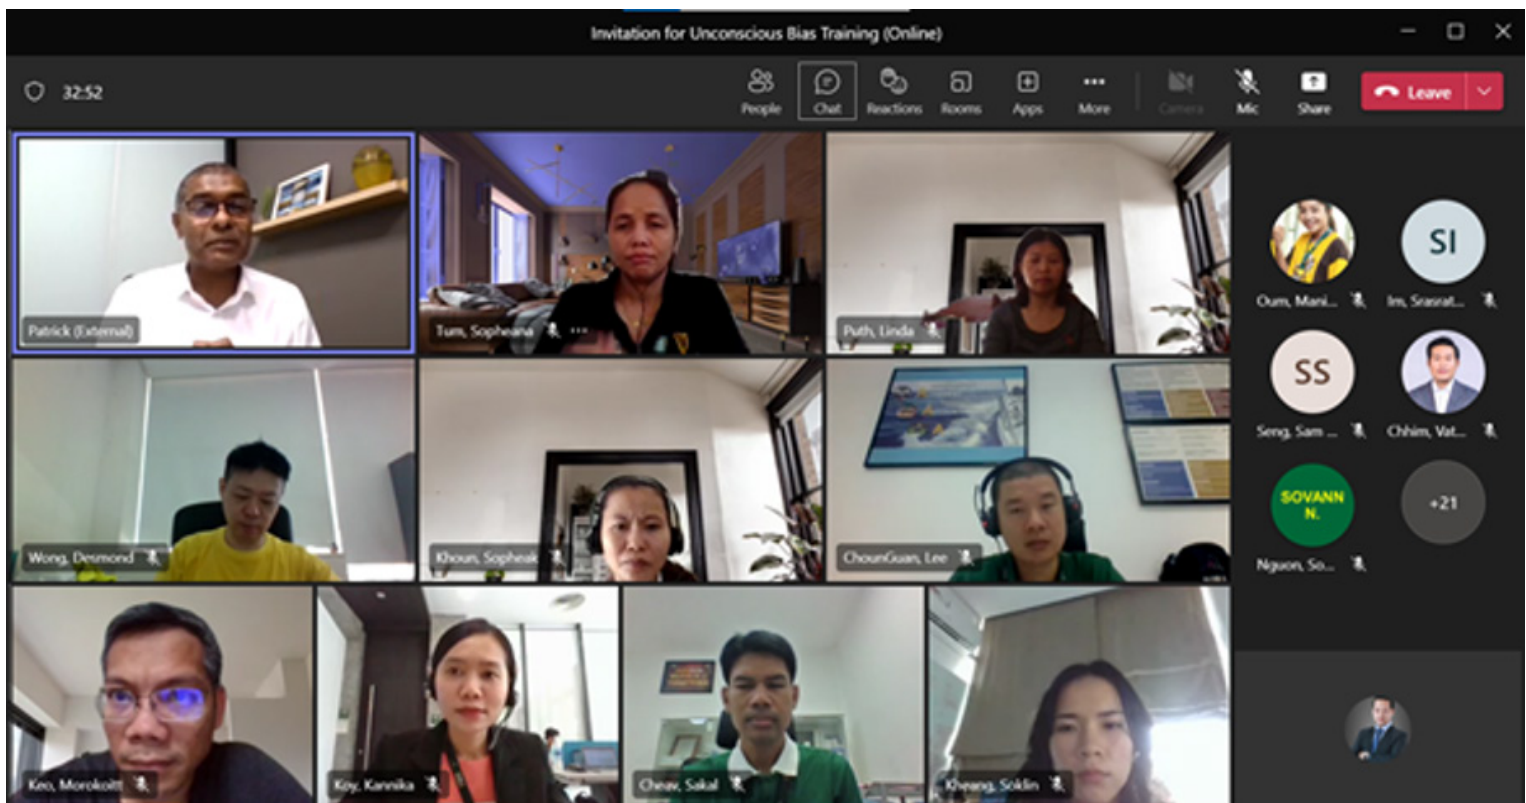 Invitation for Unconscious Bias Training (Online)
32:52
People
Chat
Reactions
Rooms
Apps
More
Camera
Mic
Share
Leave
Patrick (External)
Tum, Sopheana
Puth, Linda
Oum, Mani...
SI
Im, Srasrat...
SS
Seng, Sam ...
Chhim, Vat...
Wong, Desmond
Khoun, Sopheak
ChounGuan, Lee
SOVANN
N.
+21
Nguon, So...
Keo, Morokoitt
Koy, Kannika
Cheav, Sakal
Kheang, Soklin